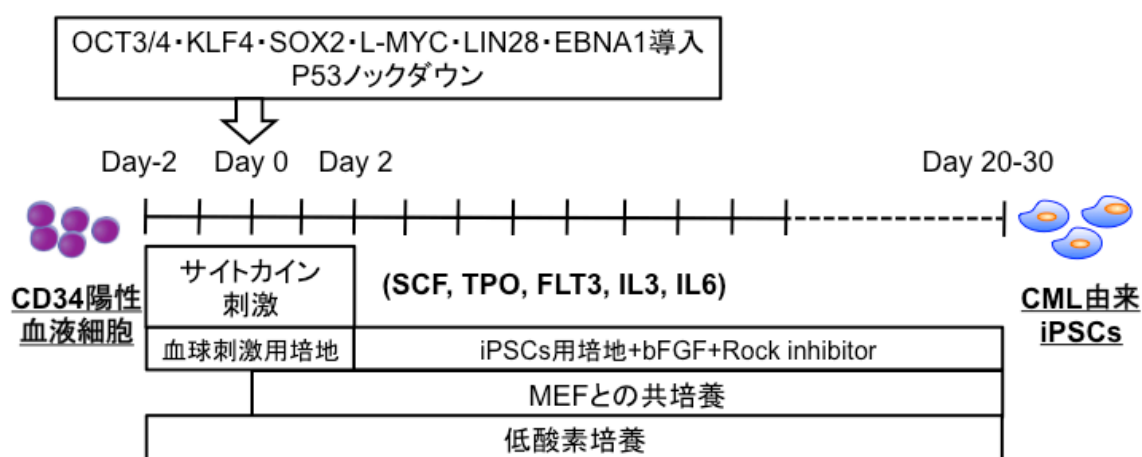 OCT3/4・KLF4・SOX2・L-MYC・LIN28・EBNA1導入
P53ノックダウン
Day-2 Day 0 Day 2 Day 20-30
サイトカイン
刺激
(SCF, TPO, FLT3, IL3, IL6)
CD34陽性
血液細胞
CML由来
iPSCs
血球刺激用培地
iPSCs用培地+bFGF+Rock inhibitor
MEFとの共培養
低酸素培養